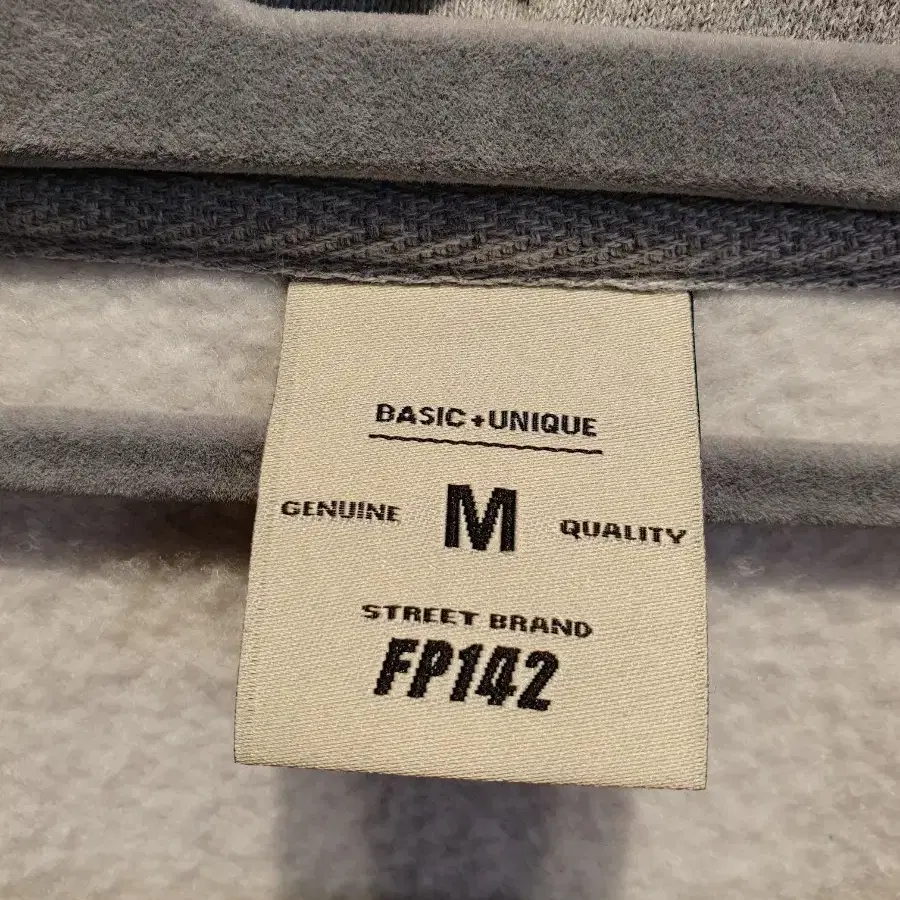 BASIC+UNIQUE
GENUINE M QUALITY
STREET BRAND
FP142